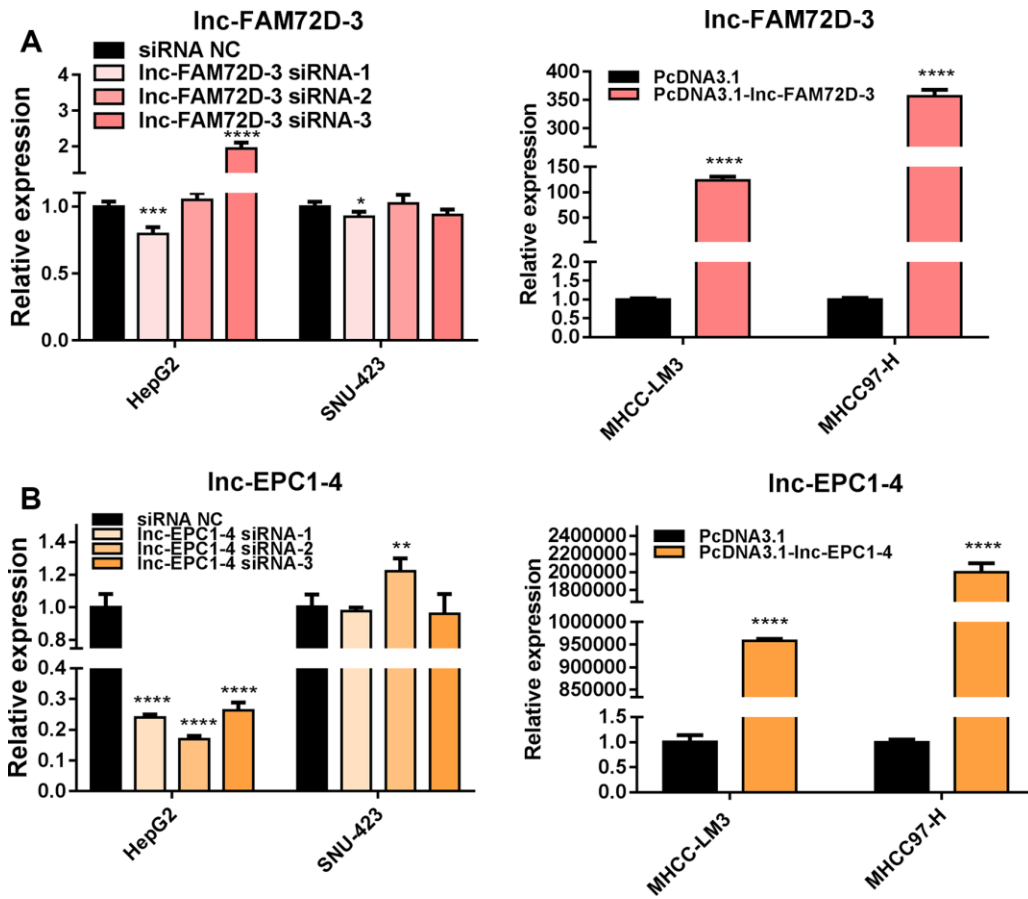 A
lnc-FAM72D-3
siRNA NC
lnc-FAM72D-3 siRNA-1
lnc-FAM72D-3 siRNA-2
lnc-FAM72D-3 siRNA-3
Relative expression
4
3
2
1.0
0.5
0.0
***
****
*
HepG2
SNU-423
lnc-FAM72D-3
PcDNA3.1
PcDNA3.1-lnc-FAM72D-3
Relative expression
400
350
300
150
100
50
2.0
1.5
1.0
0.5
0.0
****
****
MHCC-LM3
MHCC97-H
B
lnc-EPC1-4
siRNA NC
lnc-EPC1-4 siRNA-1
lnc-EPC1-4 siRNA-2
lnc-EPC1-4 siRNA-3
Relative expression
1.4
1.2
1.0
0.8
0.4
0.3
0.2
0.1
0.0
****
****
****
**
HepG2
SNU-423
lnc-EPC1-4
PcDNA3.1
PcDNA3.1-lnc-EPC1-4
Relative expression
2400000
2200000
2000000
1800000
1000000
950000
900000
850000
1.5
1.0
0.5
0.0
****
****
MHCC-LM3
MHCC97-H